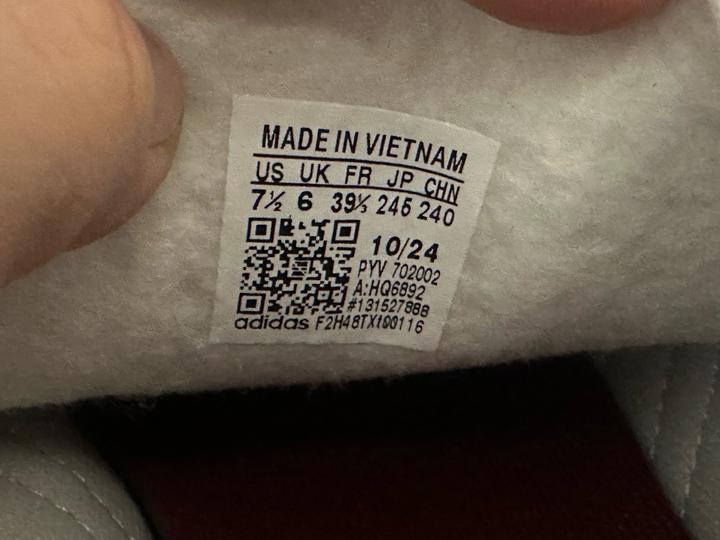 MADE IN VIETNAM
US UK FR JP CHN
7½ 6 39⅓ 245 240
10/24
PYV 702002
A:HQ6892
#131527888
adidas F2H48TX100116